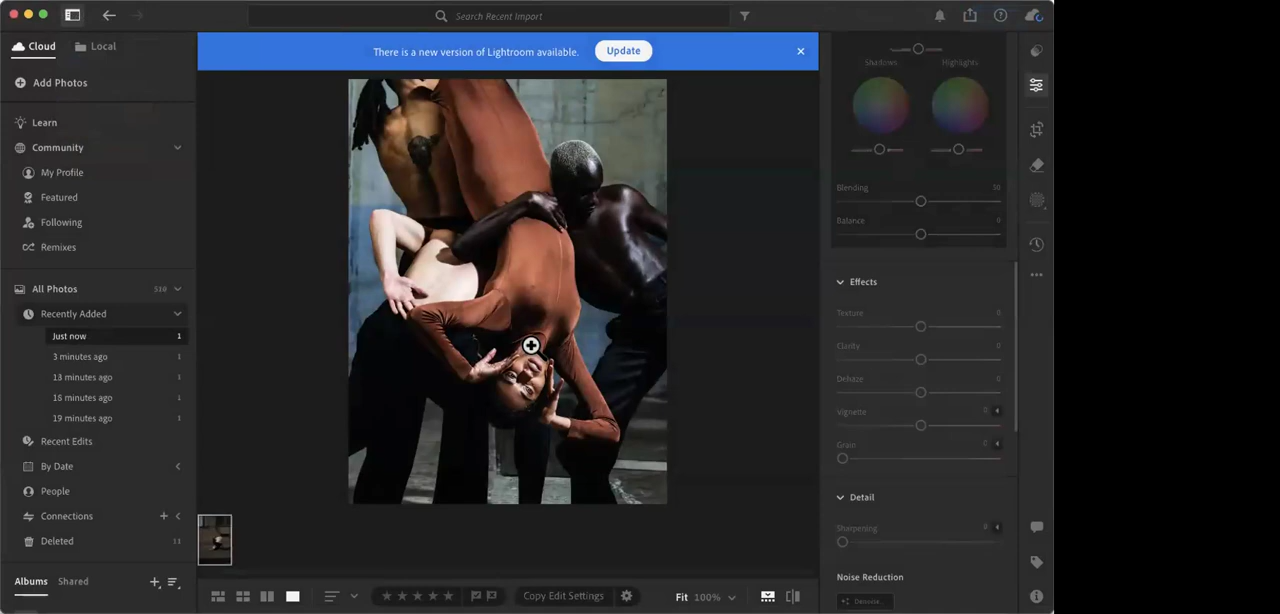 Search Recent Import
Cloud
Local
There is a new version of Lightroom available.
Update
Add Photos
Learn
Community
My Profile
Featured
Following
Remixes
All Photos
510
Recently Added
Just now
1
3 minutes ago
1
13 minutes ago
1
18 minutes ago
1
19 minutes ago
1
Recent Edits
By Date
People
Connections
Deleted
11
Albums
Shared
Copy Edit Settings
Fit
100%
Shadows
Highlights
Blending
50
Balance
0
Effects
Texture
0
Clarity
0
Dehaze
0
Vignette
0
Grain
0
Detail
Sharpening
0
Noise Reduction
Denoise...